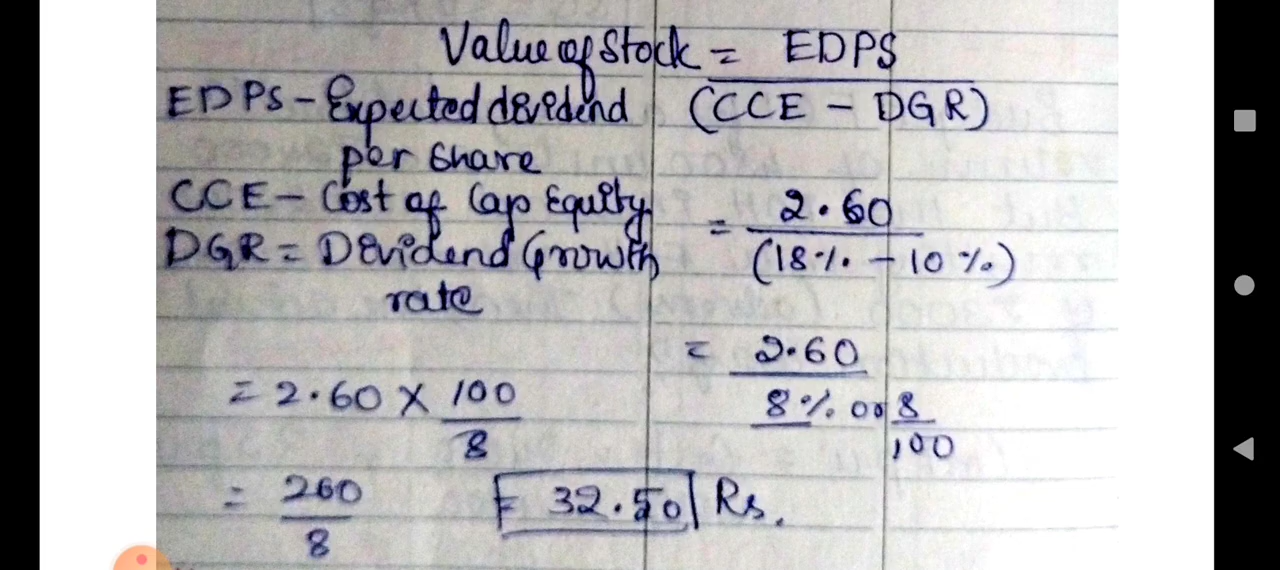 Value of Stock = EDPS
EDPS - Expected dividend (CCE - DGR)
per share
CCE - Cost of Cap Equity = 2.60
DGR = Dividend Growth (18% - 10%)
rate
= 2.60
= 2.60 × 100 8% or 8
8 100
= 260 = 32.50 Rs.
8